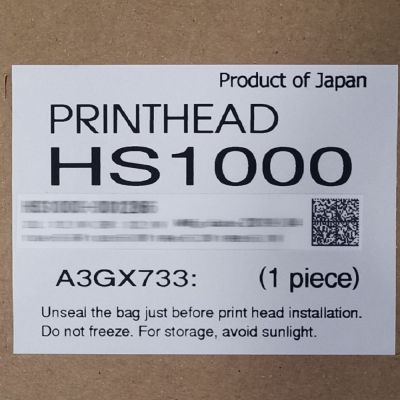 Product of Japan
PRINTHEAD
HS1000
A3GX733: (1 piece)
Unseal the bag just before print head installation.
Do not freeze. For storage, avoid sunlight.